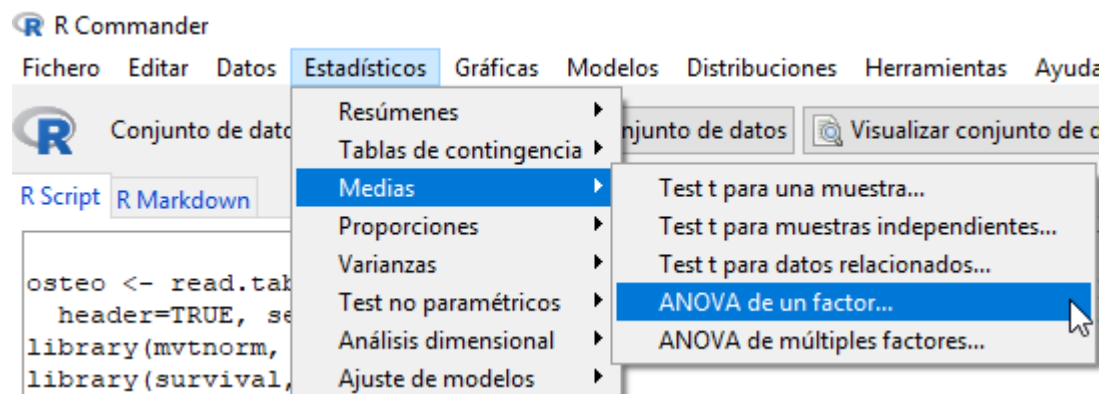 R Commander
Fichero Editar Datos Estadísticos Gráficas Modelos Distribuciones Herramientas Ayuda
R Conjunto de dato njunto de datos Visualizar conjunto de d
R Script R Markdown
Resúmenes
Tablas de contingencia
Medias
Proporciones
Varianzas
Test no paramétricos
Análisis dimensional
Ajuste de modelos
Test t para una muestra...
Test t para muestras independientes...
Test t para datos relacionados...
ANOVA de un factor...
ANOVA de múltiples factores...
osteo <- read.tab
header=TRUE, se
library(mvtnorm,
library(survival,